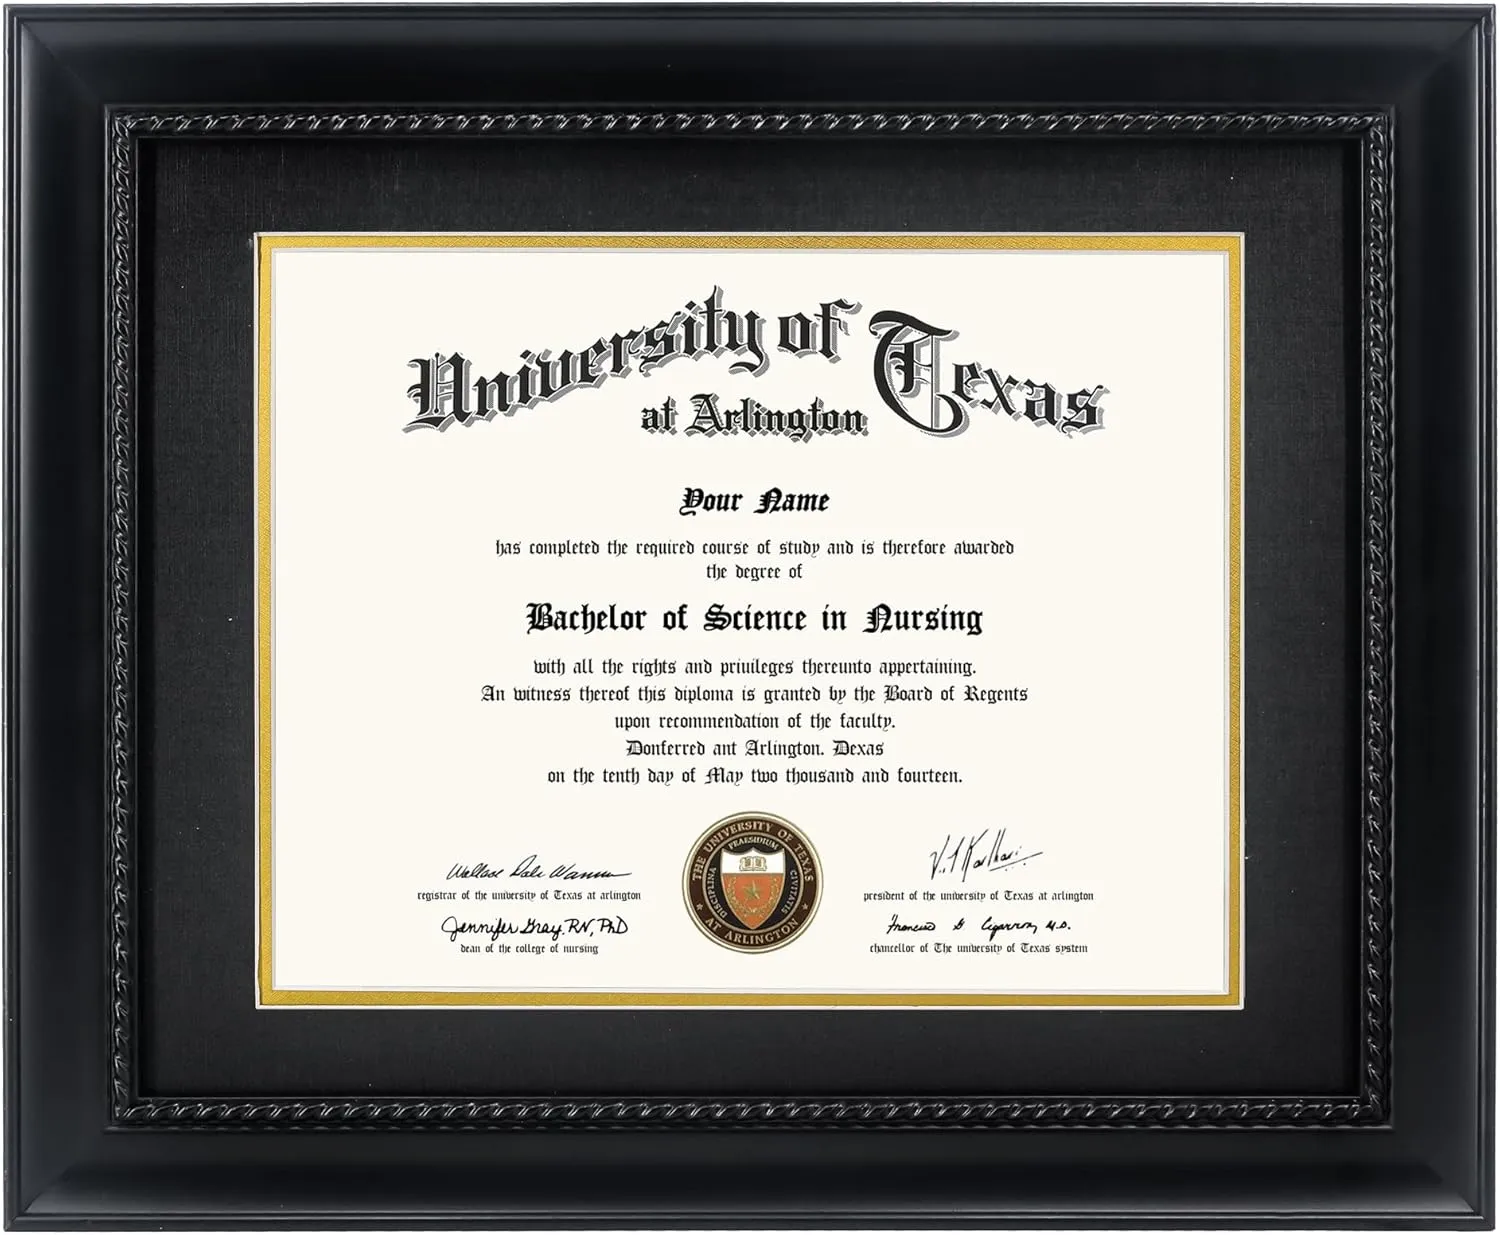 University of Texas
at Arlington
Your Name
has completed the required course of study and is therefore awarded
the degree of
Bachelor of Science in Nursing
with all the rights and privileges thereunto appertaining.
An witness thereof this diploma is granted by the Board of Regents
upon recommendation of the faculty.
Donferred ant Arlington. Dexas
on the tenth day of May two thousand and fourteen.
Wallace Dale
registrar of the university of Texas at arlington
Jennifer Gray, RN, PhD
dean of the college of nursing
THE UNIVERSITY OF TEXAS
AT ARLINGTON
PRAESIDIUM
DISCIPLINA
CIVITATIS
president of the university of Texas at arlington
M.D.
chancellor of The university of Texas system